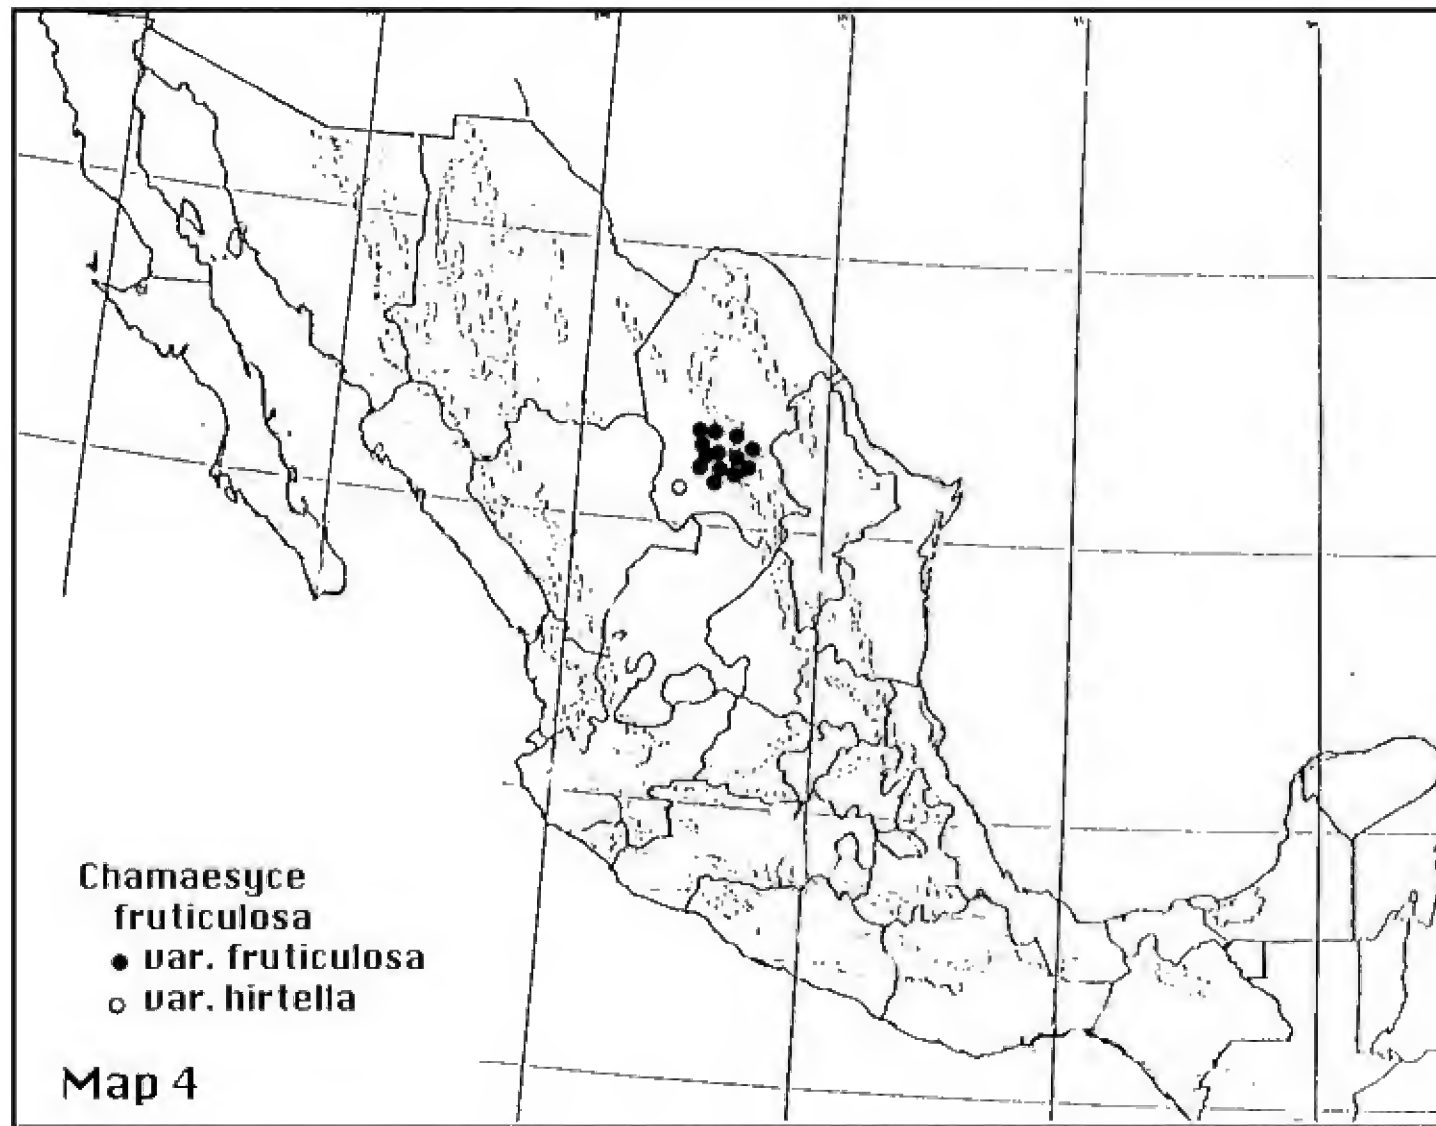 Chamaesyce
fruticulosa
● var. fruticulosa
○ var. hirtella
Map 4